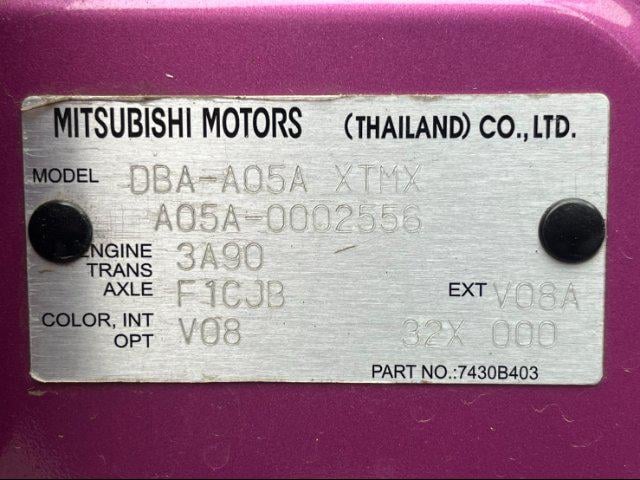 MITSUBISHI MOTORS (THAILAND) CO., LTD.
MODEL DBA-A05A XTMX
A05A-0002556
ENGINE 3A90
TRANS
AXLE F1CJB EXT V08A
COLOR, INT V08 32X 000
OPT
PART NO.:7430B403